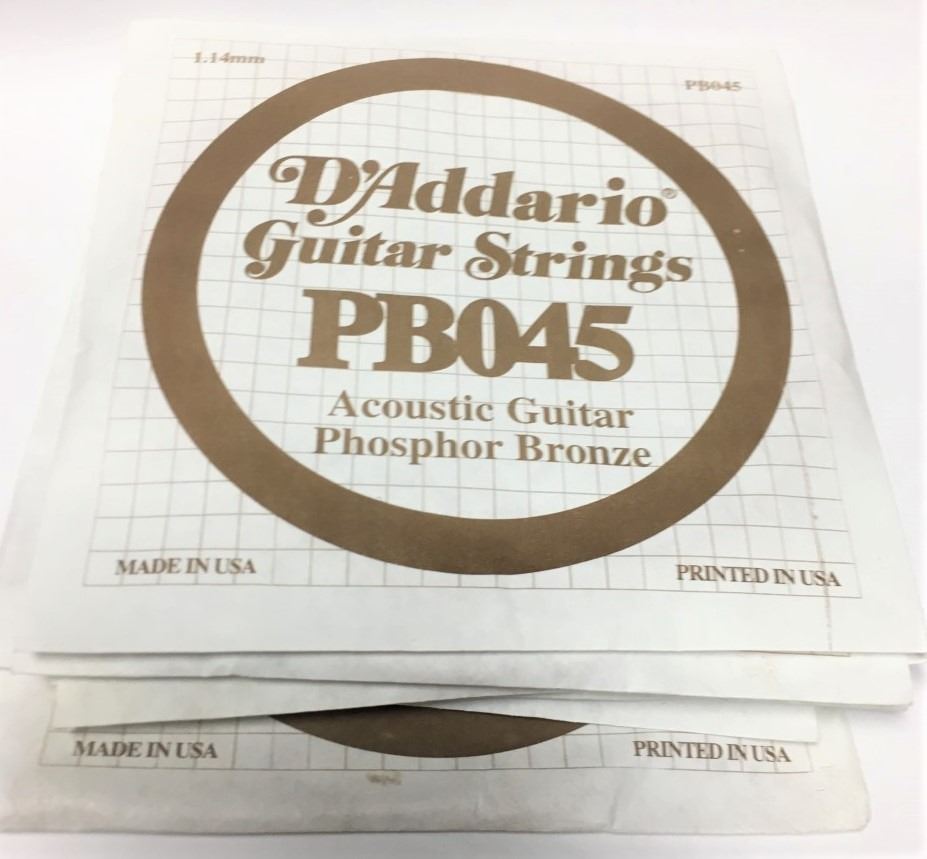 1.14mm
PB045
D'Addario®
Guitar Strings
PB045
Acoustic Guitar
Phosphor Bronze
MADE IN USA
PRINTED IN USA
MADE IN USA
PRINTED IN USA